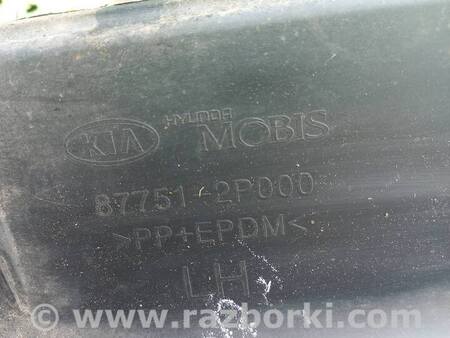 KIA HYUNDAI MOBIS
87751-2P000
>PP+EPDM<
LH
© www.razborki.com